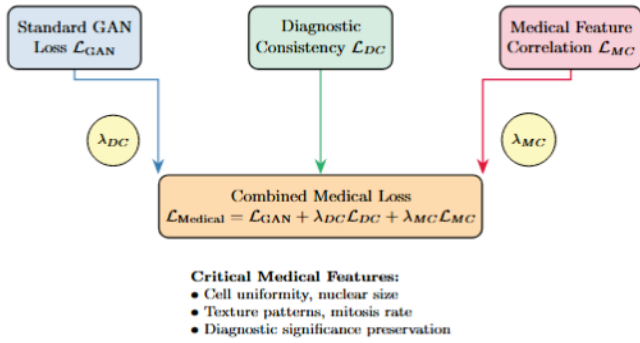 Standard GAN
Loss ℒ_GAN
Diagnostic
Consistency ℒ_DC
Medical Feature
Correlation ℒ_MC
λ_DC
λ_MC
Combined Medical Loss
ℒ_Medical = ℒ_GAN + λ_DC ℒ_DC + λ_MC ℒ_MC
Critical Medical Features:
• Cell uniformity, nuclear size
• Texture patterns, mitosis rate
• Diagnostic significance preservation